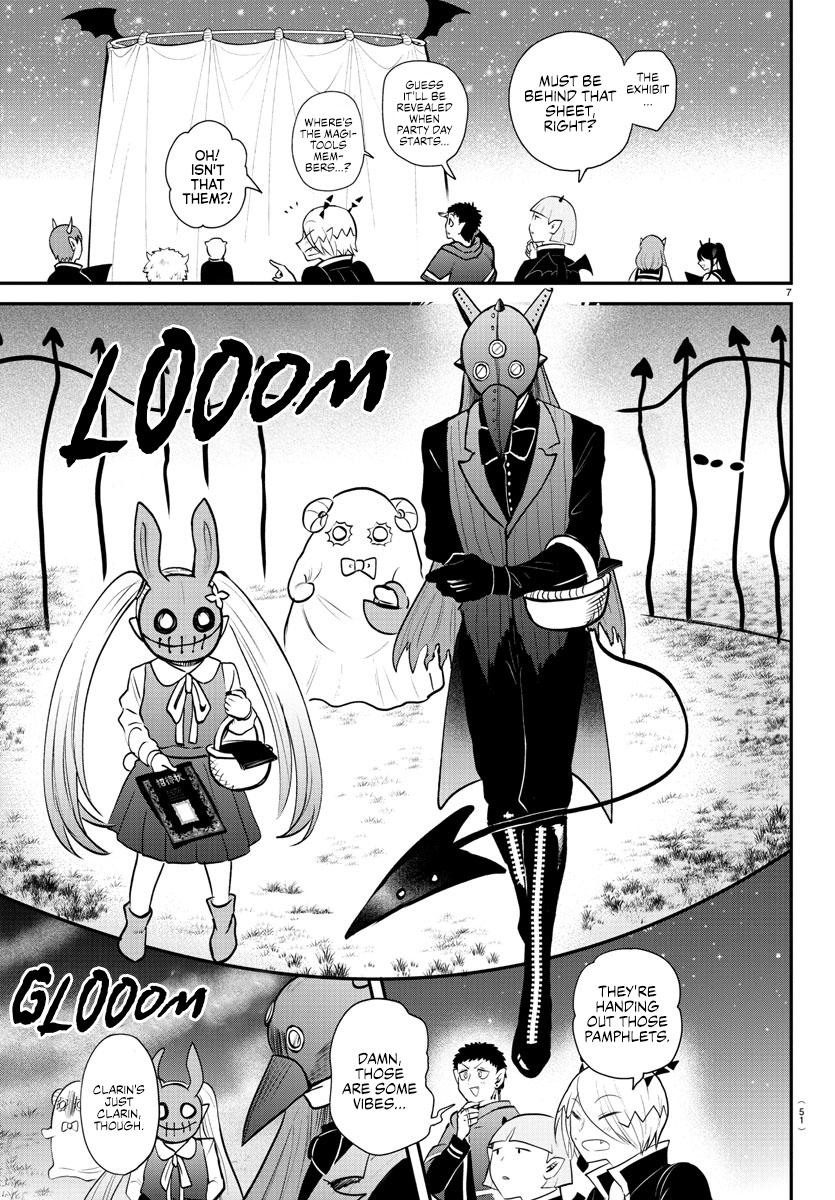 THE
EXHIBIT
...
MUST BE
BEHIND THAT
SHEET,
RIGHT?
GUESS
IT'LL BE
REVEALED
WHEN
PARTY DAY
STARTS...
WHERE'S
THE MAGI-
TOOLS
MEM-
BERS...?
OH!
ISN'T
THAT
THEM?!
7
LOOOM
THEY'RE
HANDING
OUT THOSE
PAMPHLETS.
DAMN,
THOSE
ARE SOME
VIBES...
GLOOOM
CLARIN'S
JUST
CLARIN,
THOUGH.
(51)